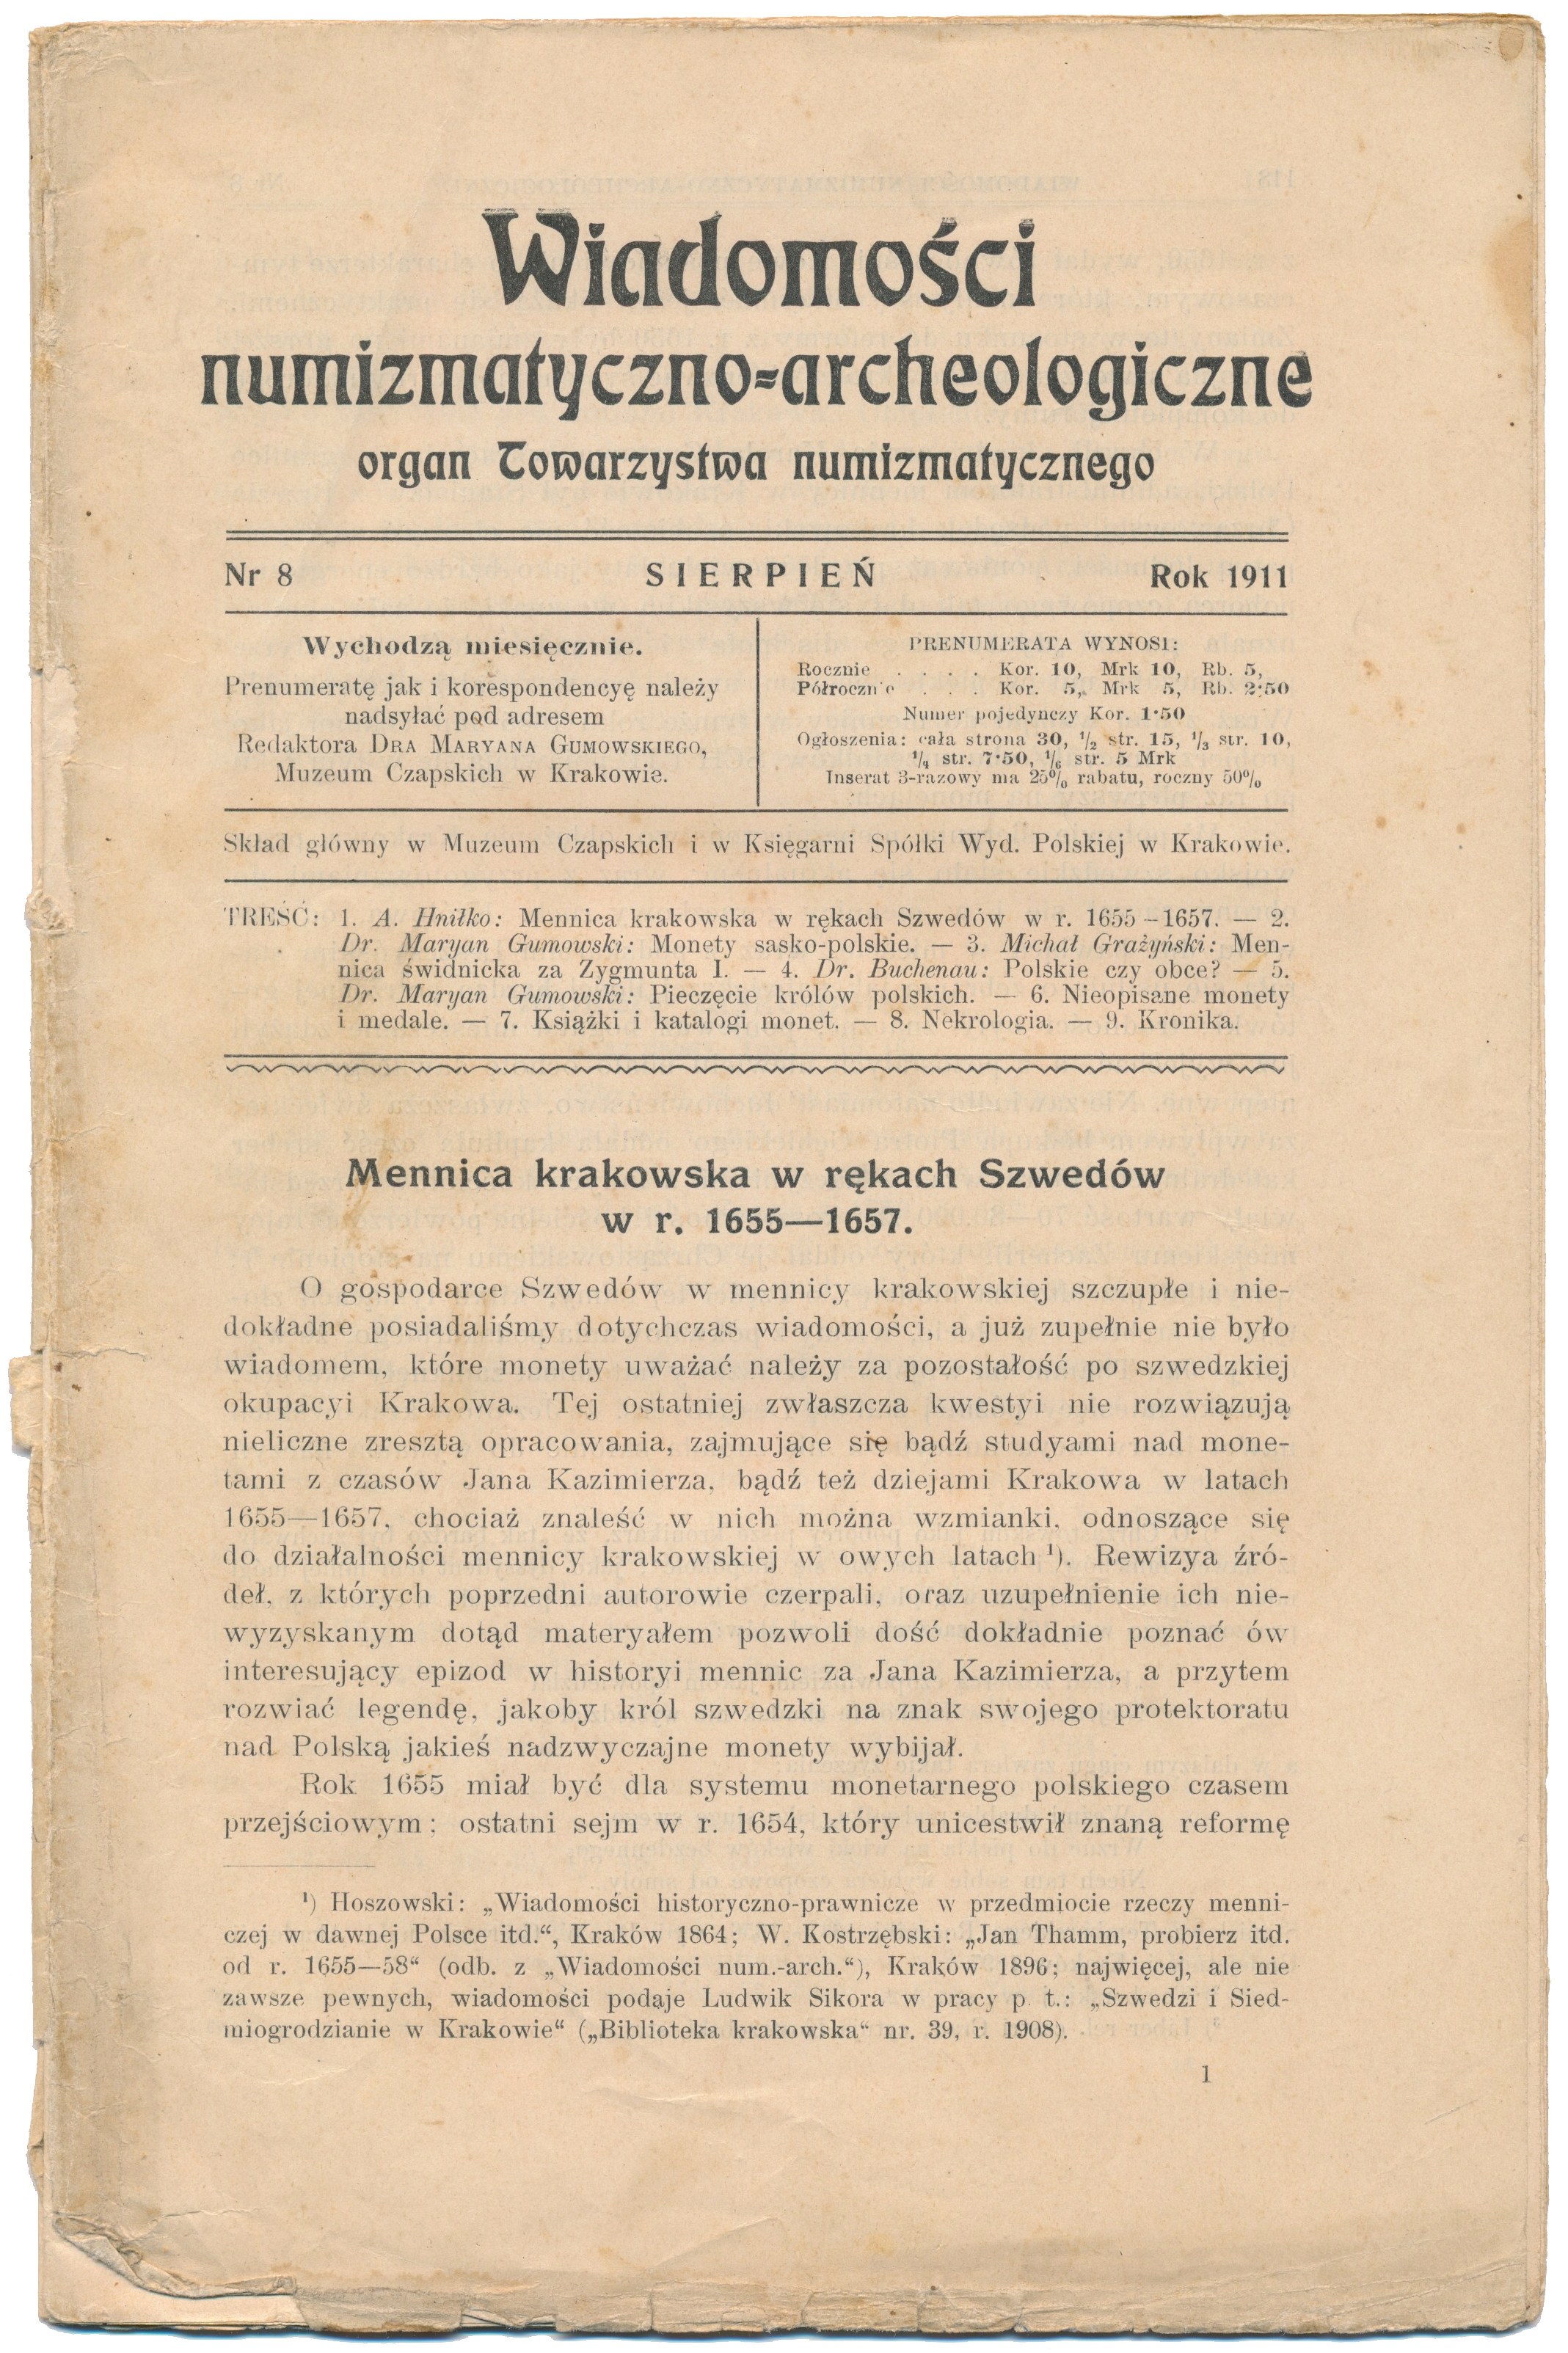 Wiadomości
numizmatyczno-archeologiczne
organ Towarzystwa numizmatycznego
Nr 8 SIERPIEŃ Rok 1911
Wychodzą miesięcznie.
Prenumeratę jak i korespondencyę należy
nadsyłać pod adresem
Redaktora Dra Maryana Gumowskiego,
Muzeum Czapskich w Krakowie.
PRENUMERATA WYNOSI:
Rocznie . . . . Kor. 10, Mrk 10, Rb. 5,
Półrocznie . . . Kor. 5, Mrk 5, Rb. 2·50
Numer pojedynczy Kor. 1·50
Ogłoszenia: cała strona 30, 1/2 str. 15, 1/3 str. 10,
1/4 str. 7·50, 1/6 str. 5 Mrk
Inserat 3-razowy ma 25% rabatu, roczny 50%
Skład główny w Muzeum Czapskich i w Księgarni Spółki Wyd. Polskiej w Krakowie.
TREŚĆ: 1. A. Hniłko: Mennica krakowska w rękach Szwedów w r. 1655–1657. — 2.
Dr. Maryan Gumowski: Monety sasko-polskie. — 3. Michał Grażyński: Men-
nica świdnicka za Zygmunta I. — 4. Dr. Buchenau: Polskie czy obce? — 5.
Dr. Maryan Gumowski: Pieczęcie królów polskich. — 6. Nieopisane monety
i medale. — 7. Książki i katalogi monet. — 8. Nekrologia. — 9. Kronika.
Mennica krakowska w rękach Szwedów
w r. 1655—1657.
O gospodarce Szwedów w mennicy krakowskiej szczupłe i nie-
dokładne posiadaliśmy dotychczas wiadomości, a już zupełnie nie było
wiadomem, które monety uważać należy za pozostałość po szwedzkiej
okupacyi Krakowa. Tej ostatniej zwłaszcza kwestyi nie rozwiązują
nieliczne zresztą opracowania, zajmujące się bądź studyami nad mone-
tami z czasów Jana Kazimierza, bądź też dziejami Krakowa w latach
1655—1657, chociaż znaleść w nich można wzmianki, odnoszące się
do działalności mennicy krakowskiej w owych latach ¹). Rewizya źró-
deł, z których poprzedni autorowie czerpali, oraz uzupełnienie ich nie-
wyzyskanym dotąd materyałem pozwoli dość dokładnie poznać ów
interesujący epizod w historyi mennic za Jana Kazimierza, a przytem
rozwiać legendę, jakoby król szwedzki na znak swojego protektoratu
nad Polską jakieś nadzwyczajne monety wybijał.
Rok 1655 miał być dla systemu monetarnego polskiego czasem
przejściowym; ostatni sejm w r. 1654, który unicestwił znaną reformę
¹) Hoszowski: „Wiadomości historyczno-prawnicze w przedmiocie rzeczy menni-
czej w dawnej Polsce itd.“, Kraków 1864; W. Kostrzębski: „Jan Thamm, probierz itd.
od r. 1655—58“ (odb. z „Wiadomości num.-arch.“), Kraków 1896; najwięcej, ale nie
zawsze pewnych, wiadomości podaje Ludwik Sikora w pracy p. t.: „Szwedzi i Sied-
miogrodzianie w Krakowie“ („Biblioteka krakowska“ nr. 39, r. 1908).
1